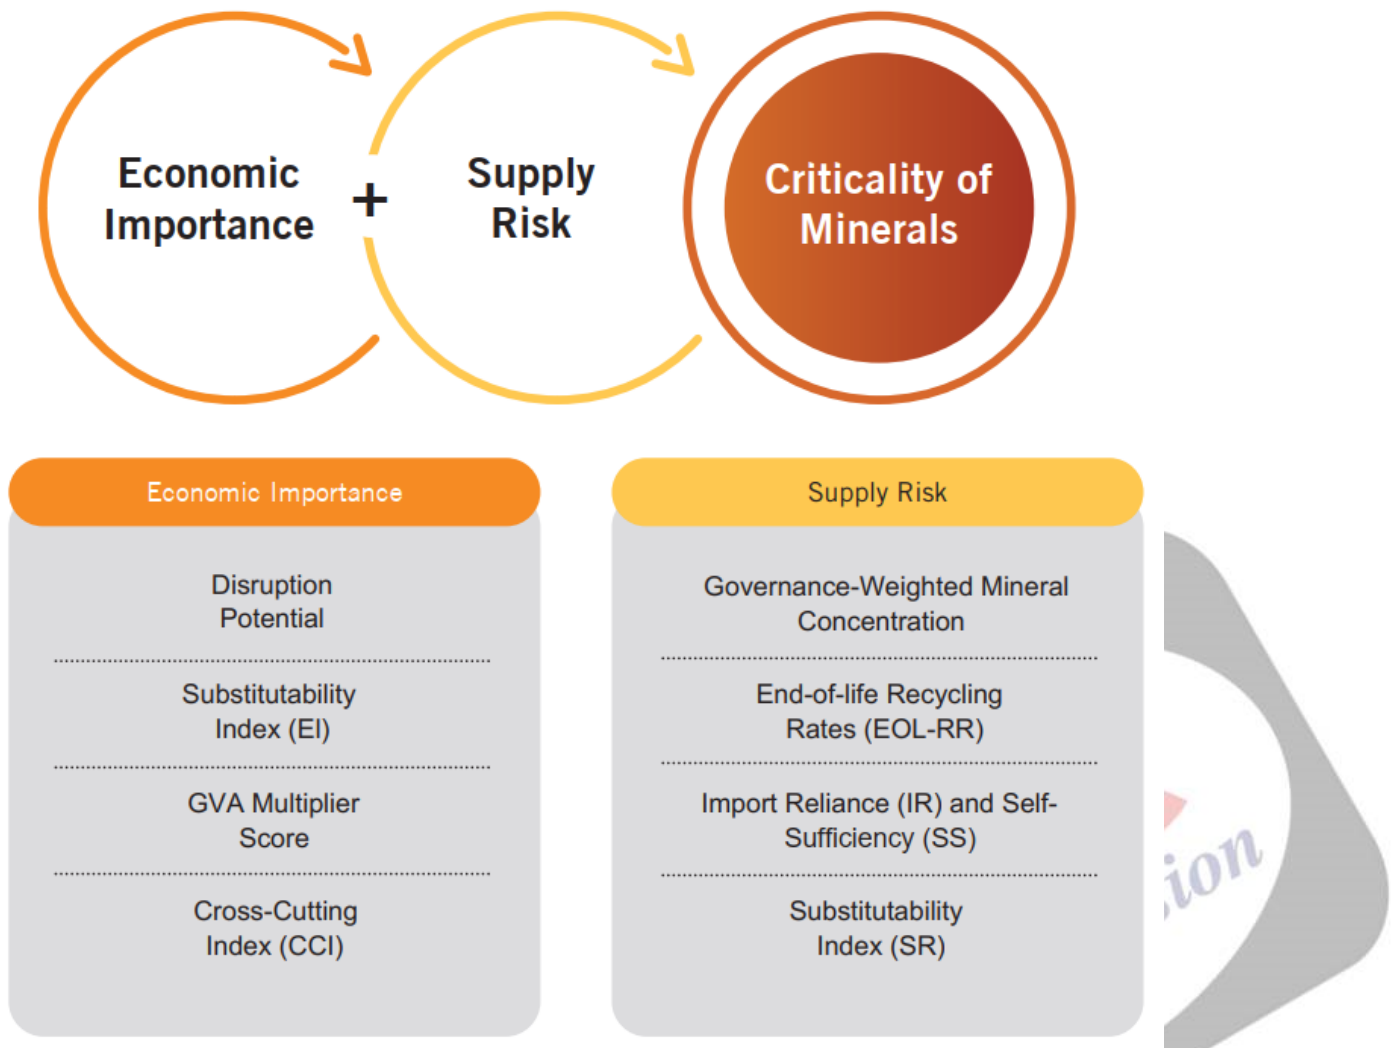 Economic
Importance
+
Supply
Risk
Criticality of
Minerals
Economic Importance
Disruption
Potential
Substitutability
Index (EI)
GVA Multiplier
Score
Cross-Cutting
Index (CCI)
Supply Risk
Governance-Weighted Mineral
Concentration
End-of-life Recycling
Rates (EOL-RR)
Import Reliance (IR) and Self-
Sufficiency (SS)
Substitutability
Index (SR)